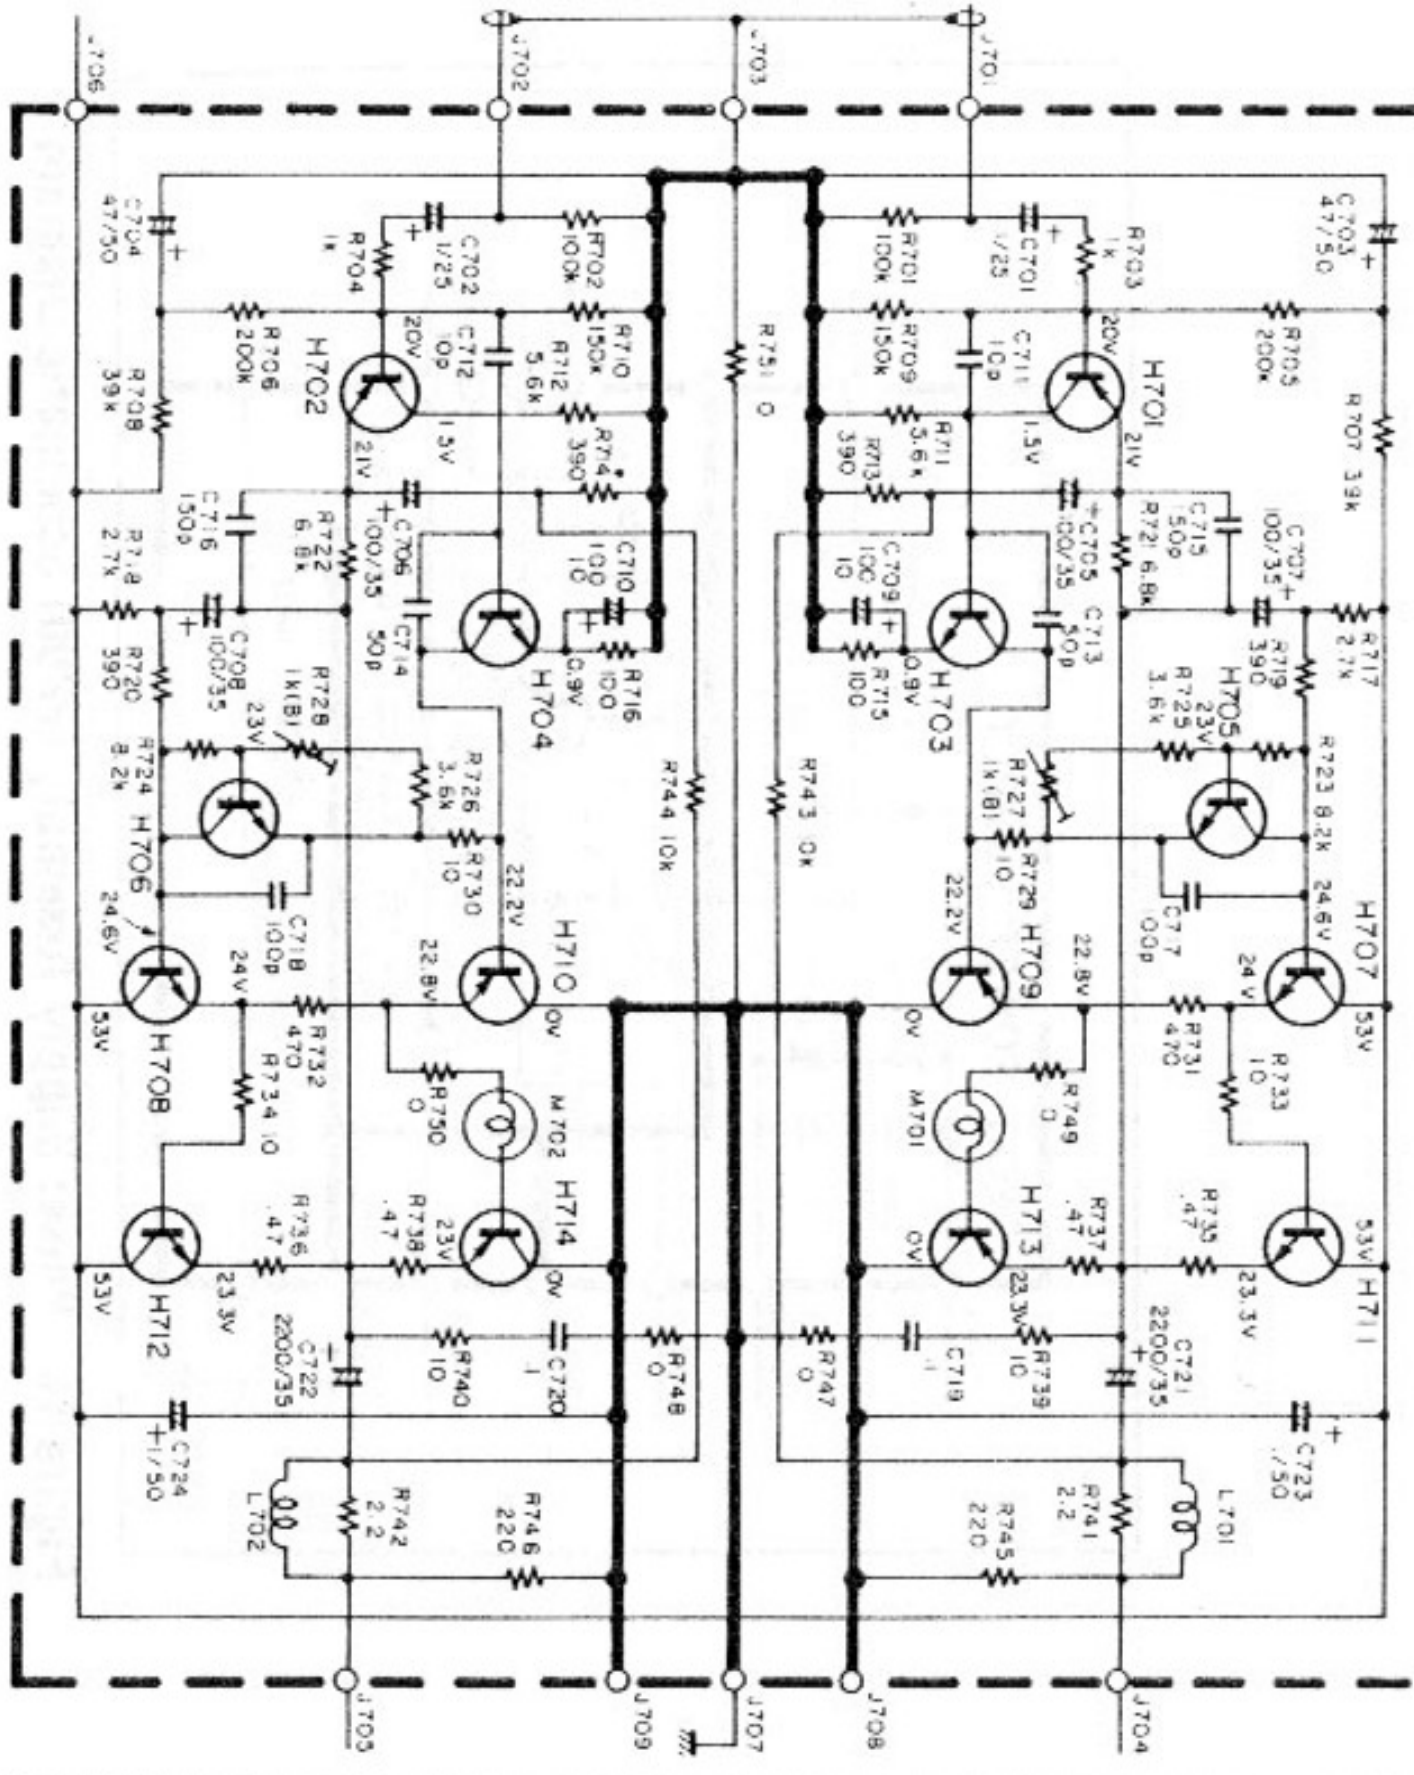 J706
J702
J703
J701
C704
47/50
+
R704
1k
C702
1/25
+
R702
100k
R701
100k
C701
1/25
+
R703
1k
C703
47/50
+
R708
39k
R706
200k
H702
20V
C712
10p
R712
5.6k
R710
150k
R751 0
R709
150k
C711
10p
20V
H701
R705
200k
R707 39k
21V
1.5V
R714*
390
R711
5.6k
R713
390
1.5V
21V
C716
150p
R718
2.7k
R722
6.8k
+
C706
100/35
C714
50p
C710
100
10
+
C709
100
10
+
C705
100/35
+
C713
50p
R721 6.8k
C715
150p
C707
100/35
+
R720
390
C708
100/35
+
23V
R728
1k(B)
H704
0.9V
R716
100
R715
100
0.9V
H703
R719
390
R717
2.7k
R724
8.2k
H706
R726
3.6k
R730
10
R744 10k
R743 10k
R727
1k(B)
R729
10
R725
3.6k
H705
23V
R723 8.2k
24.6V
C718
100p
22.2V
H710
22.2V
H709
C717
100p
24.6V
H707
24V
22.8V
22.8V
24V
53V
H708
R734 10
R732
470
0V
0V
R731
470
R733
10
53V
R750
0
M702
M701
R749
0
H714
23V
R738
.47
R736
.47
H713
R737
.47
R735
.47
53V
H711
53V
H712
23.3V
0V
0V
23.3V
23.3V
C722
2200/35
+
R740
10
C720
.1
R748
0
R747
0
C719
.1
R739
10
C721
2200/35
+
C724
1/50
+
L702
R742
2.2
R746
220
R745
220
R741
2.2
L701
C723
+
J705
J709
J707
J708
J704